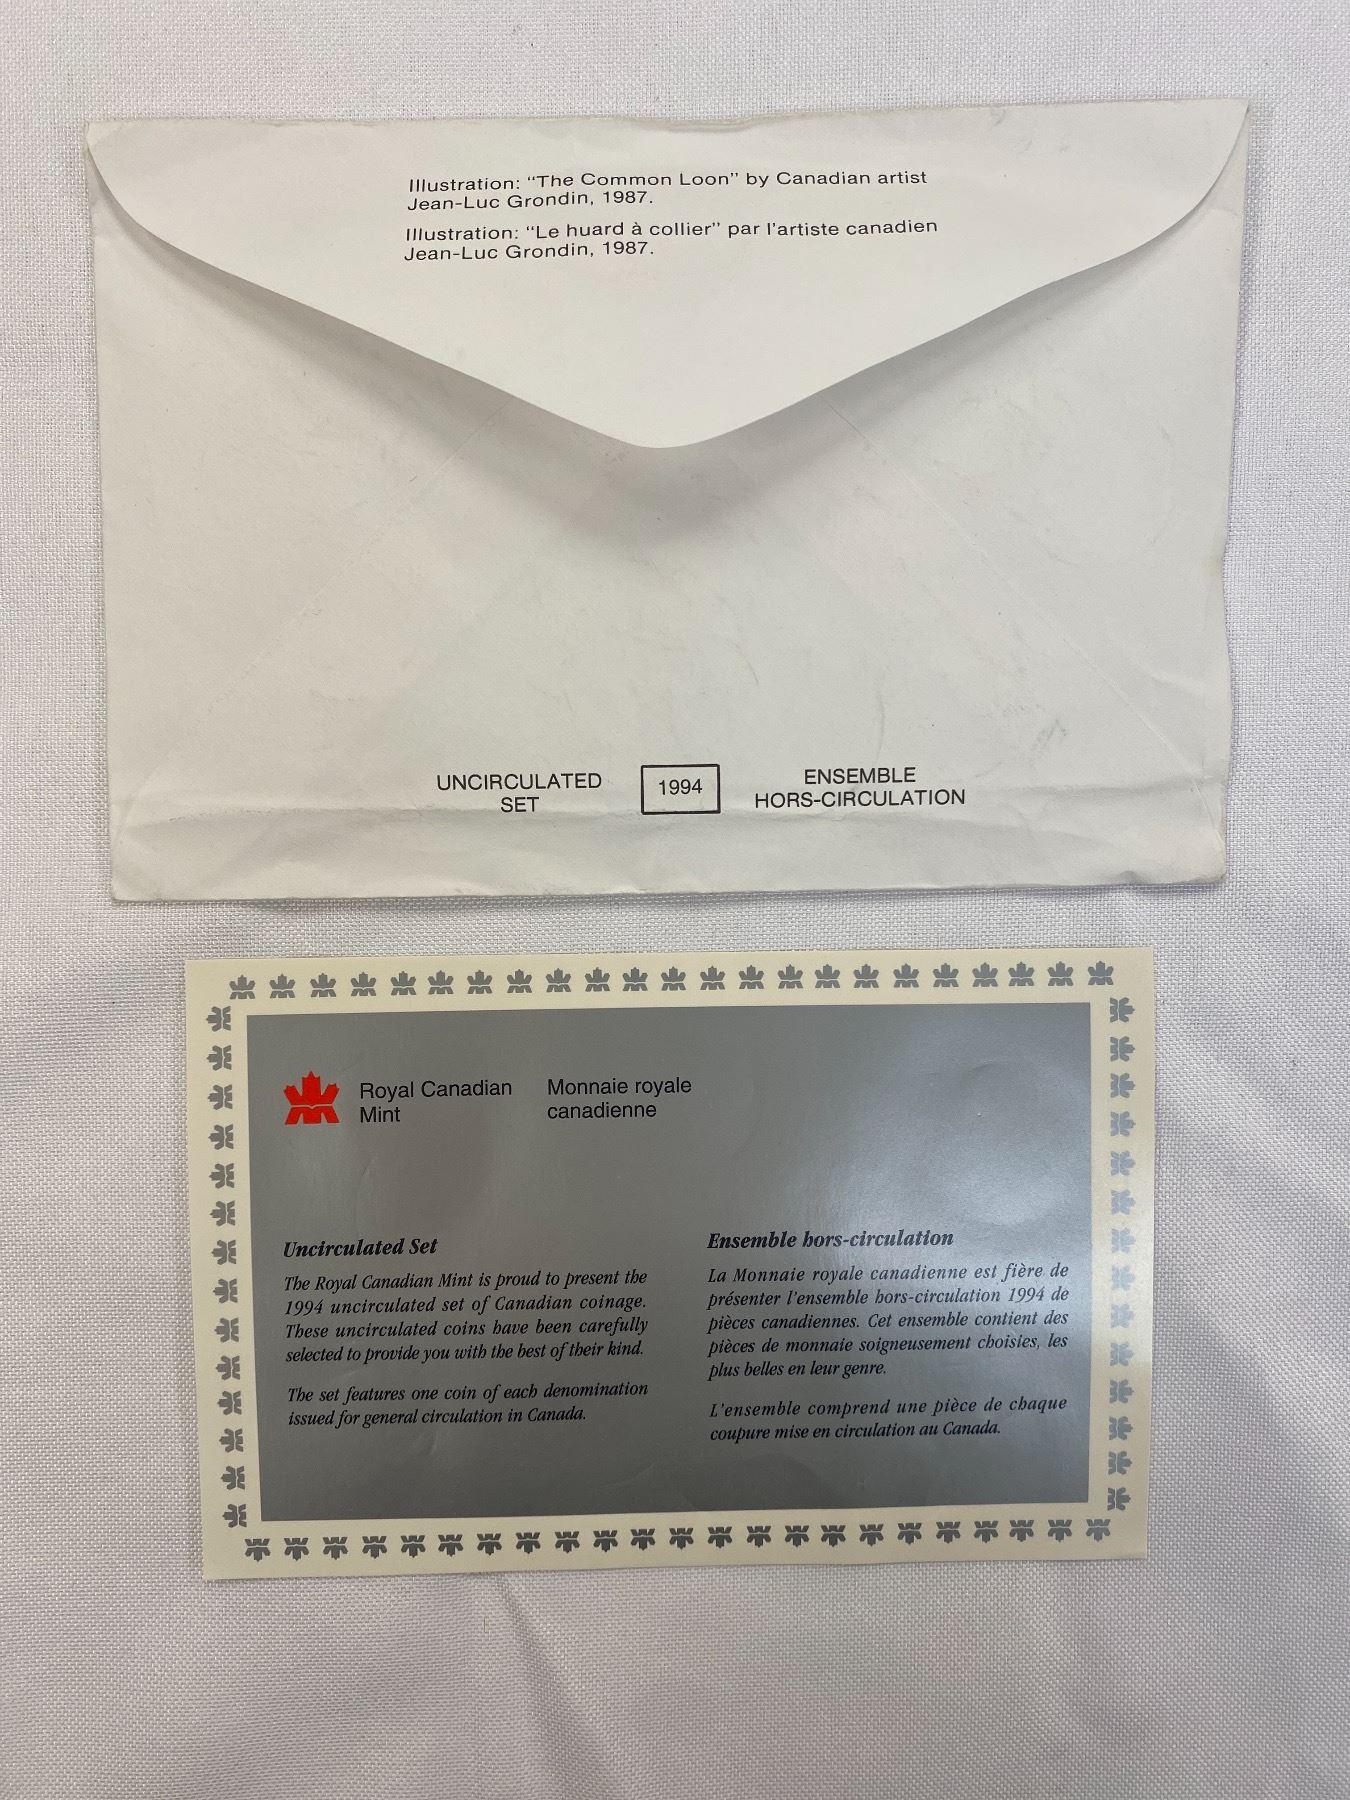 Illustration: “The Common Loon” by Canadian artist
Jean-Luc Grondin, 1987.
Illustration: “Le huard à collier” par l'artiste canadien
Jean-Luc Grondin, 1987.
UNCIRCULATED
SET
1994
ENSEMBLE
HORS-CIRCULATION
Royal Canadian
Mint
Monnaie royale
canadienne
Uncirculated Set
The Royal Canadian Mint is proud to present the
1994 uncirculated set of Canadian coinage.
These uncirculated coins have been carefully
selected to provide you with the best of their kind.
The set features one coin of each denomination
issued for general circulation in Canada.
Ensemble hors-circulation
La Monnaie royale canadienne est fière de
présenter l'ensemble hors-circulation 1994 de
pièces canadiennes. Cet ensemble contient des
pièces de monnaie soigneusement choisies, les
plus belles en leur genre.
L'ensemble comprend une pièce de chaque
coupure mise en circulation au Canada.